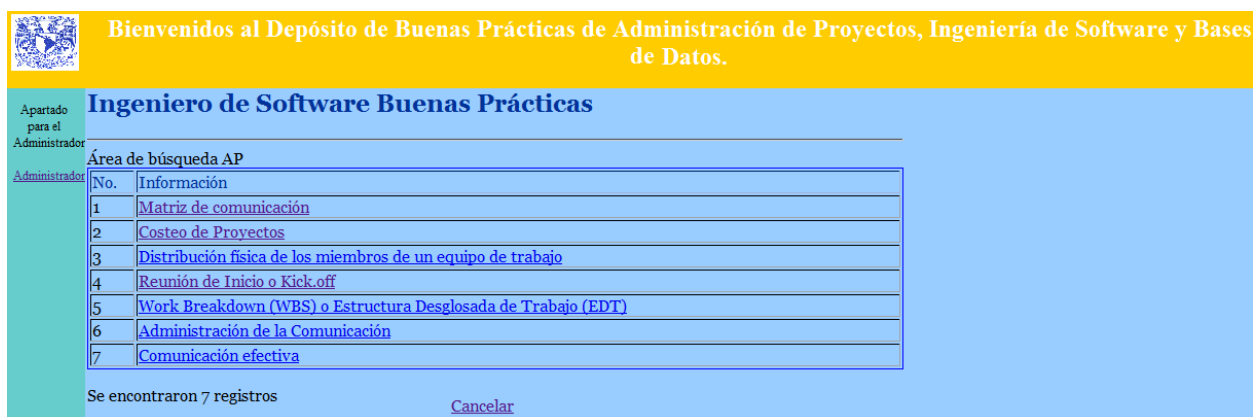 Bienvenidos al Depósito de Buenas Prácticas de Administración de Proyectos, Ingeniería de Software y Bases
de Datos.
Apartado
para el
Administrador
Administrador
Ingeniero de Software Buenas Prácticas
Área de búsqueda AP
No. Información
1 Matriz de comunicación
2 Costeo de Proyectos
3 Distribución física de los miembros de un equipo de trabajo
4 Reunión de Inicio o Kick.off
5 Work Breakdown (WBS) o Estructura Desglosada de Trabajo (EDT)
6 Administración de la Comunicación
7 Comunicación efectiva
Se encontraron 7 registros
Cancelar